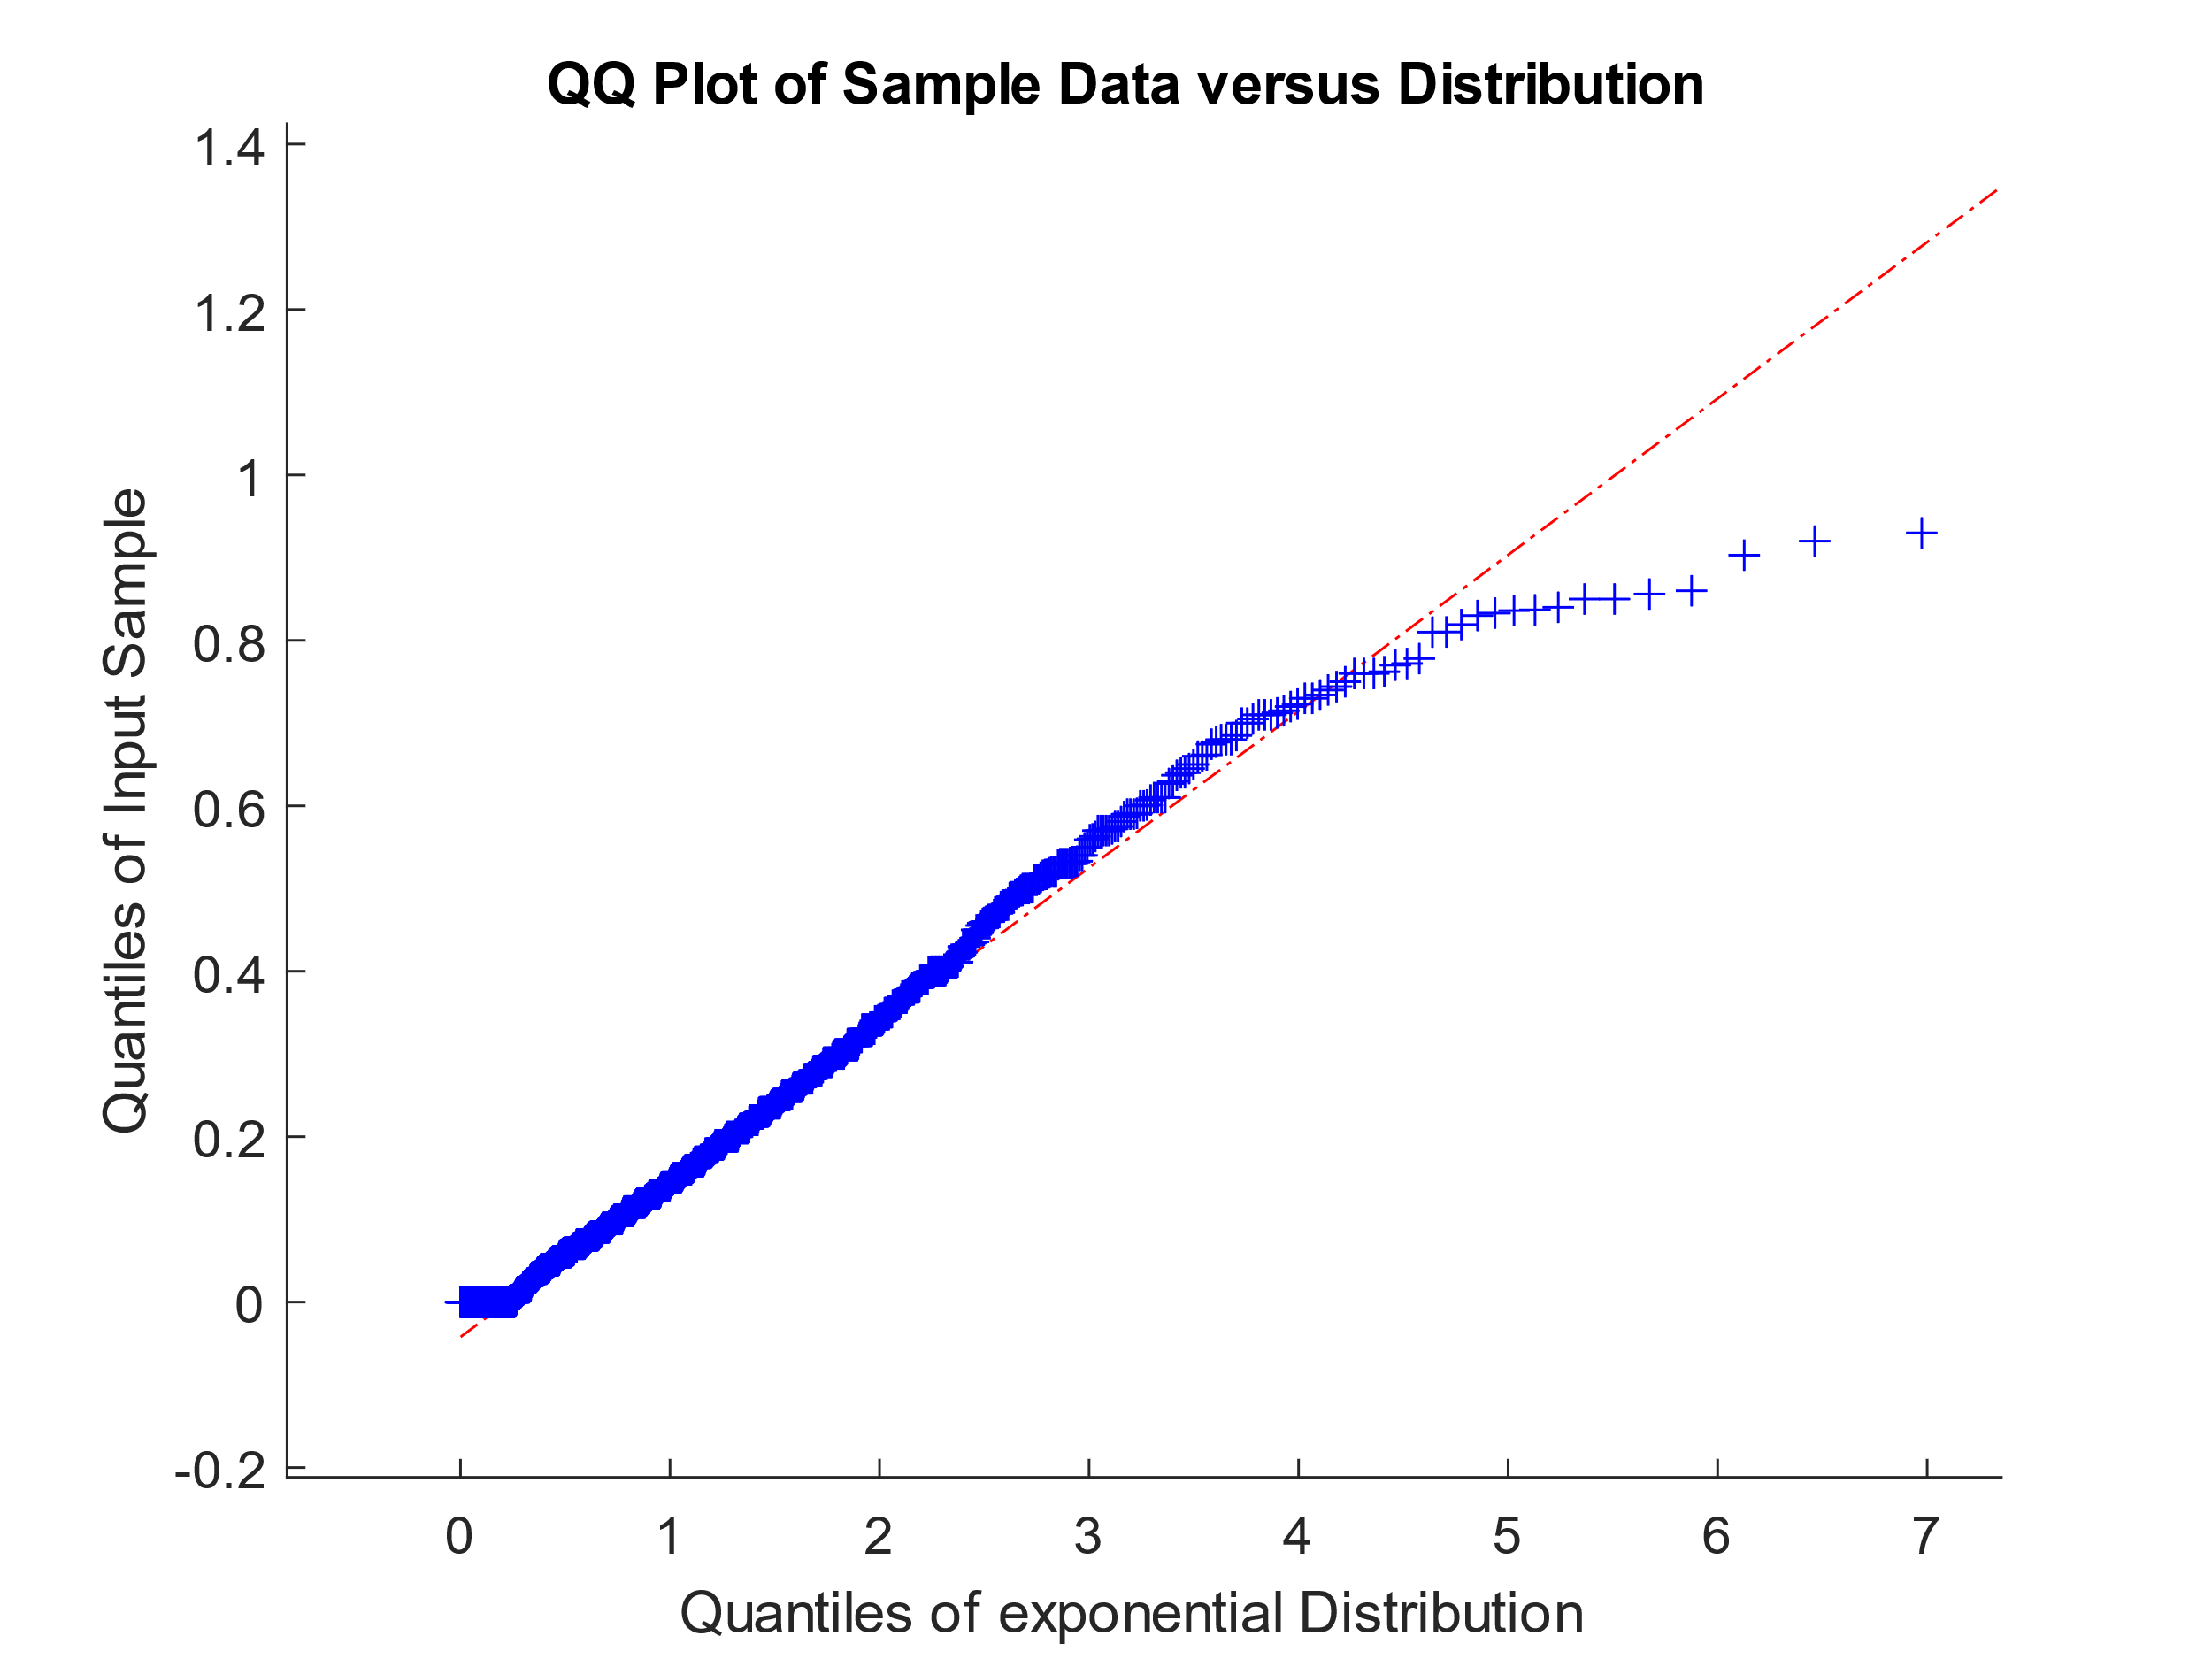 QQ Plot of Sample Data versus Distribution
1.4
1.2
1
0.8
0.6
0.4
0.2
0
-0.2
Quantiles of Input Sample
0 1 2 3 4 5 6 7
Quantiles of exponential Distribution